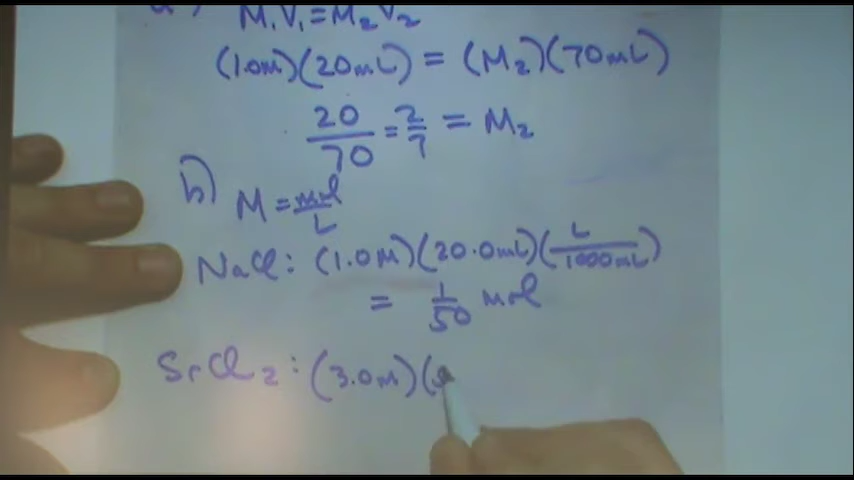 M₁V₁=M₂V₂
(1.0M)(20mL) = (M₂)(70mL)
20/70 = 2/7 = M₂
b) M = mol/L
NaCl: (1.0M)(20.0mL)(L/1000mL)
= 1/50 mol
SrCl₂: (3.0M)(